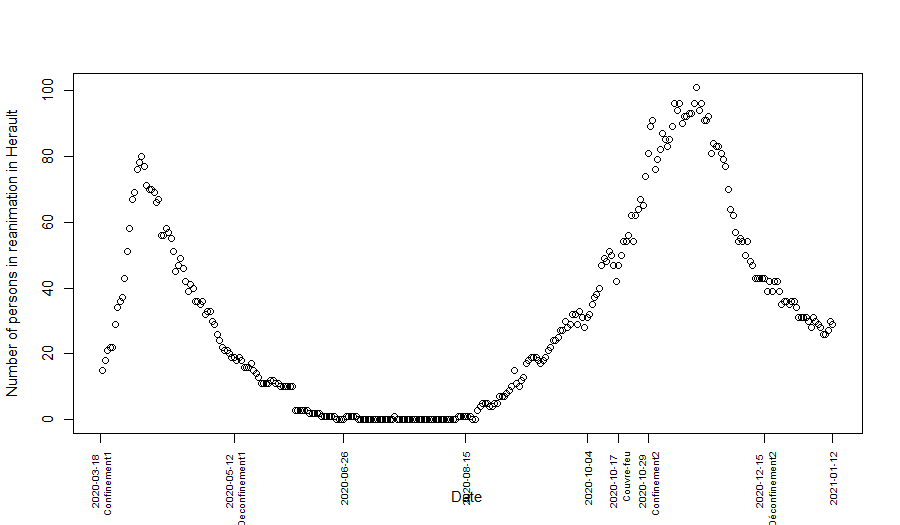 Number of persons in reanimation in Herault
100
80
60
40
20
0
2020-03-18
Confinement1
2020-05-12
Deconfinement1
2020-06-26
2020-08-15
2020-10-04
2020-10-17
Couvre-feu
2020-10-29
Confinement2
2020-12-15
Déconfinement2
2021-01-12
Date